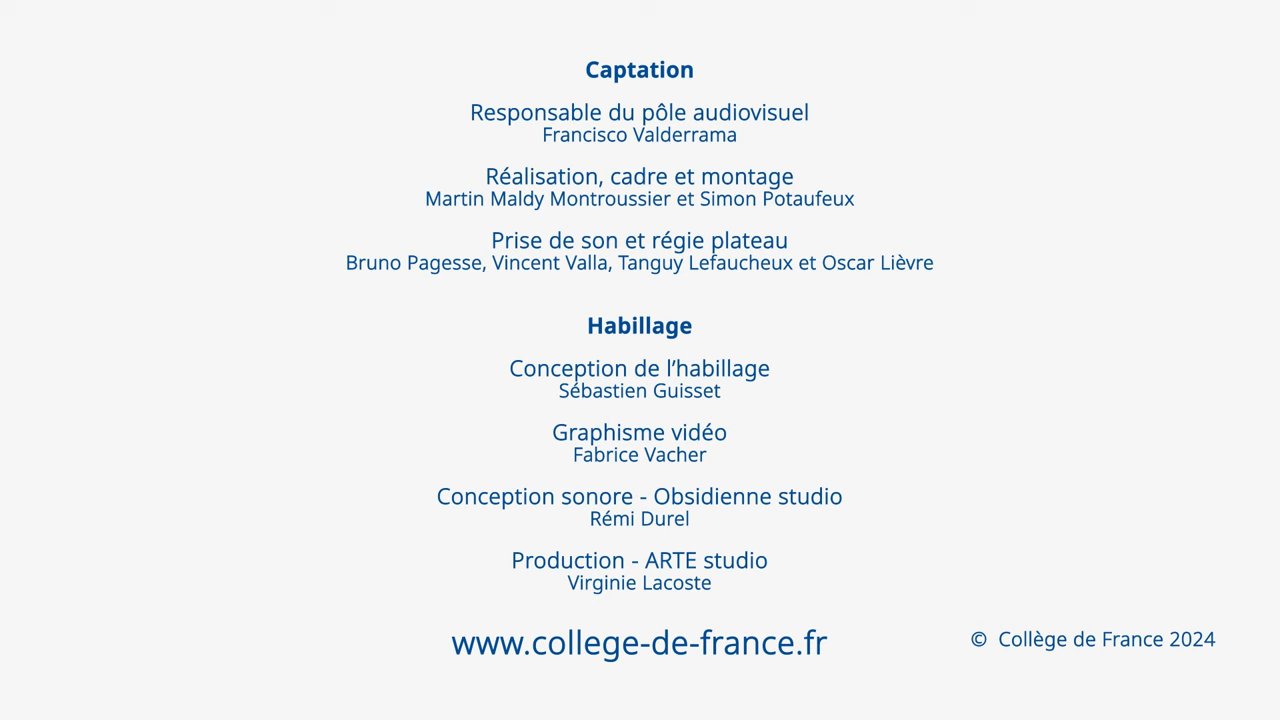 Captation
Responsable du pôle audiovisuel
Francisco Valderrama
Réalisation, cadre et montage
Martin Maldy Montroussier et Simon Potaufeux
Prise de son et régie plateau
Bruno Pagesse, Vincent Valla, Tanguy Lefaucheux et Oscar Lièvre
Habillage
Conception de l’habillage
Sébastien Guisset
Graphisme vidéo
Fabrice Vacher
Conception sonore - Obsidienne studio
Rémi Durel
Production - ARTE studio
Virginie Lacoste
www.college-de-france.fr
© Collège de France 2024